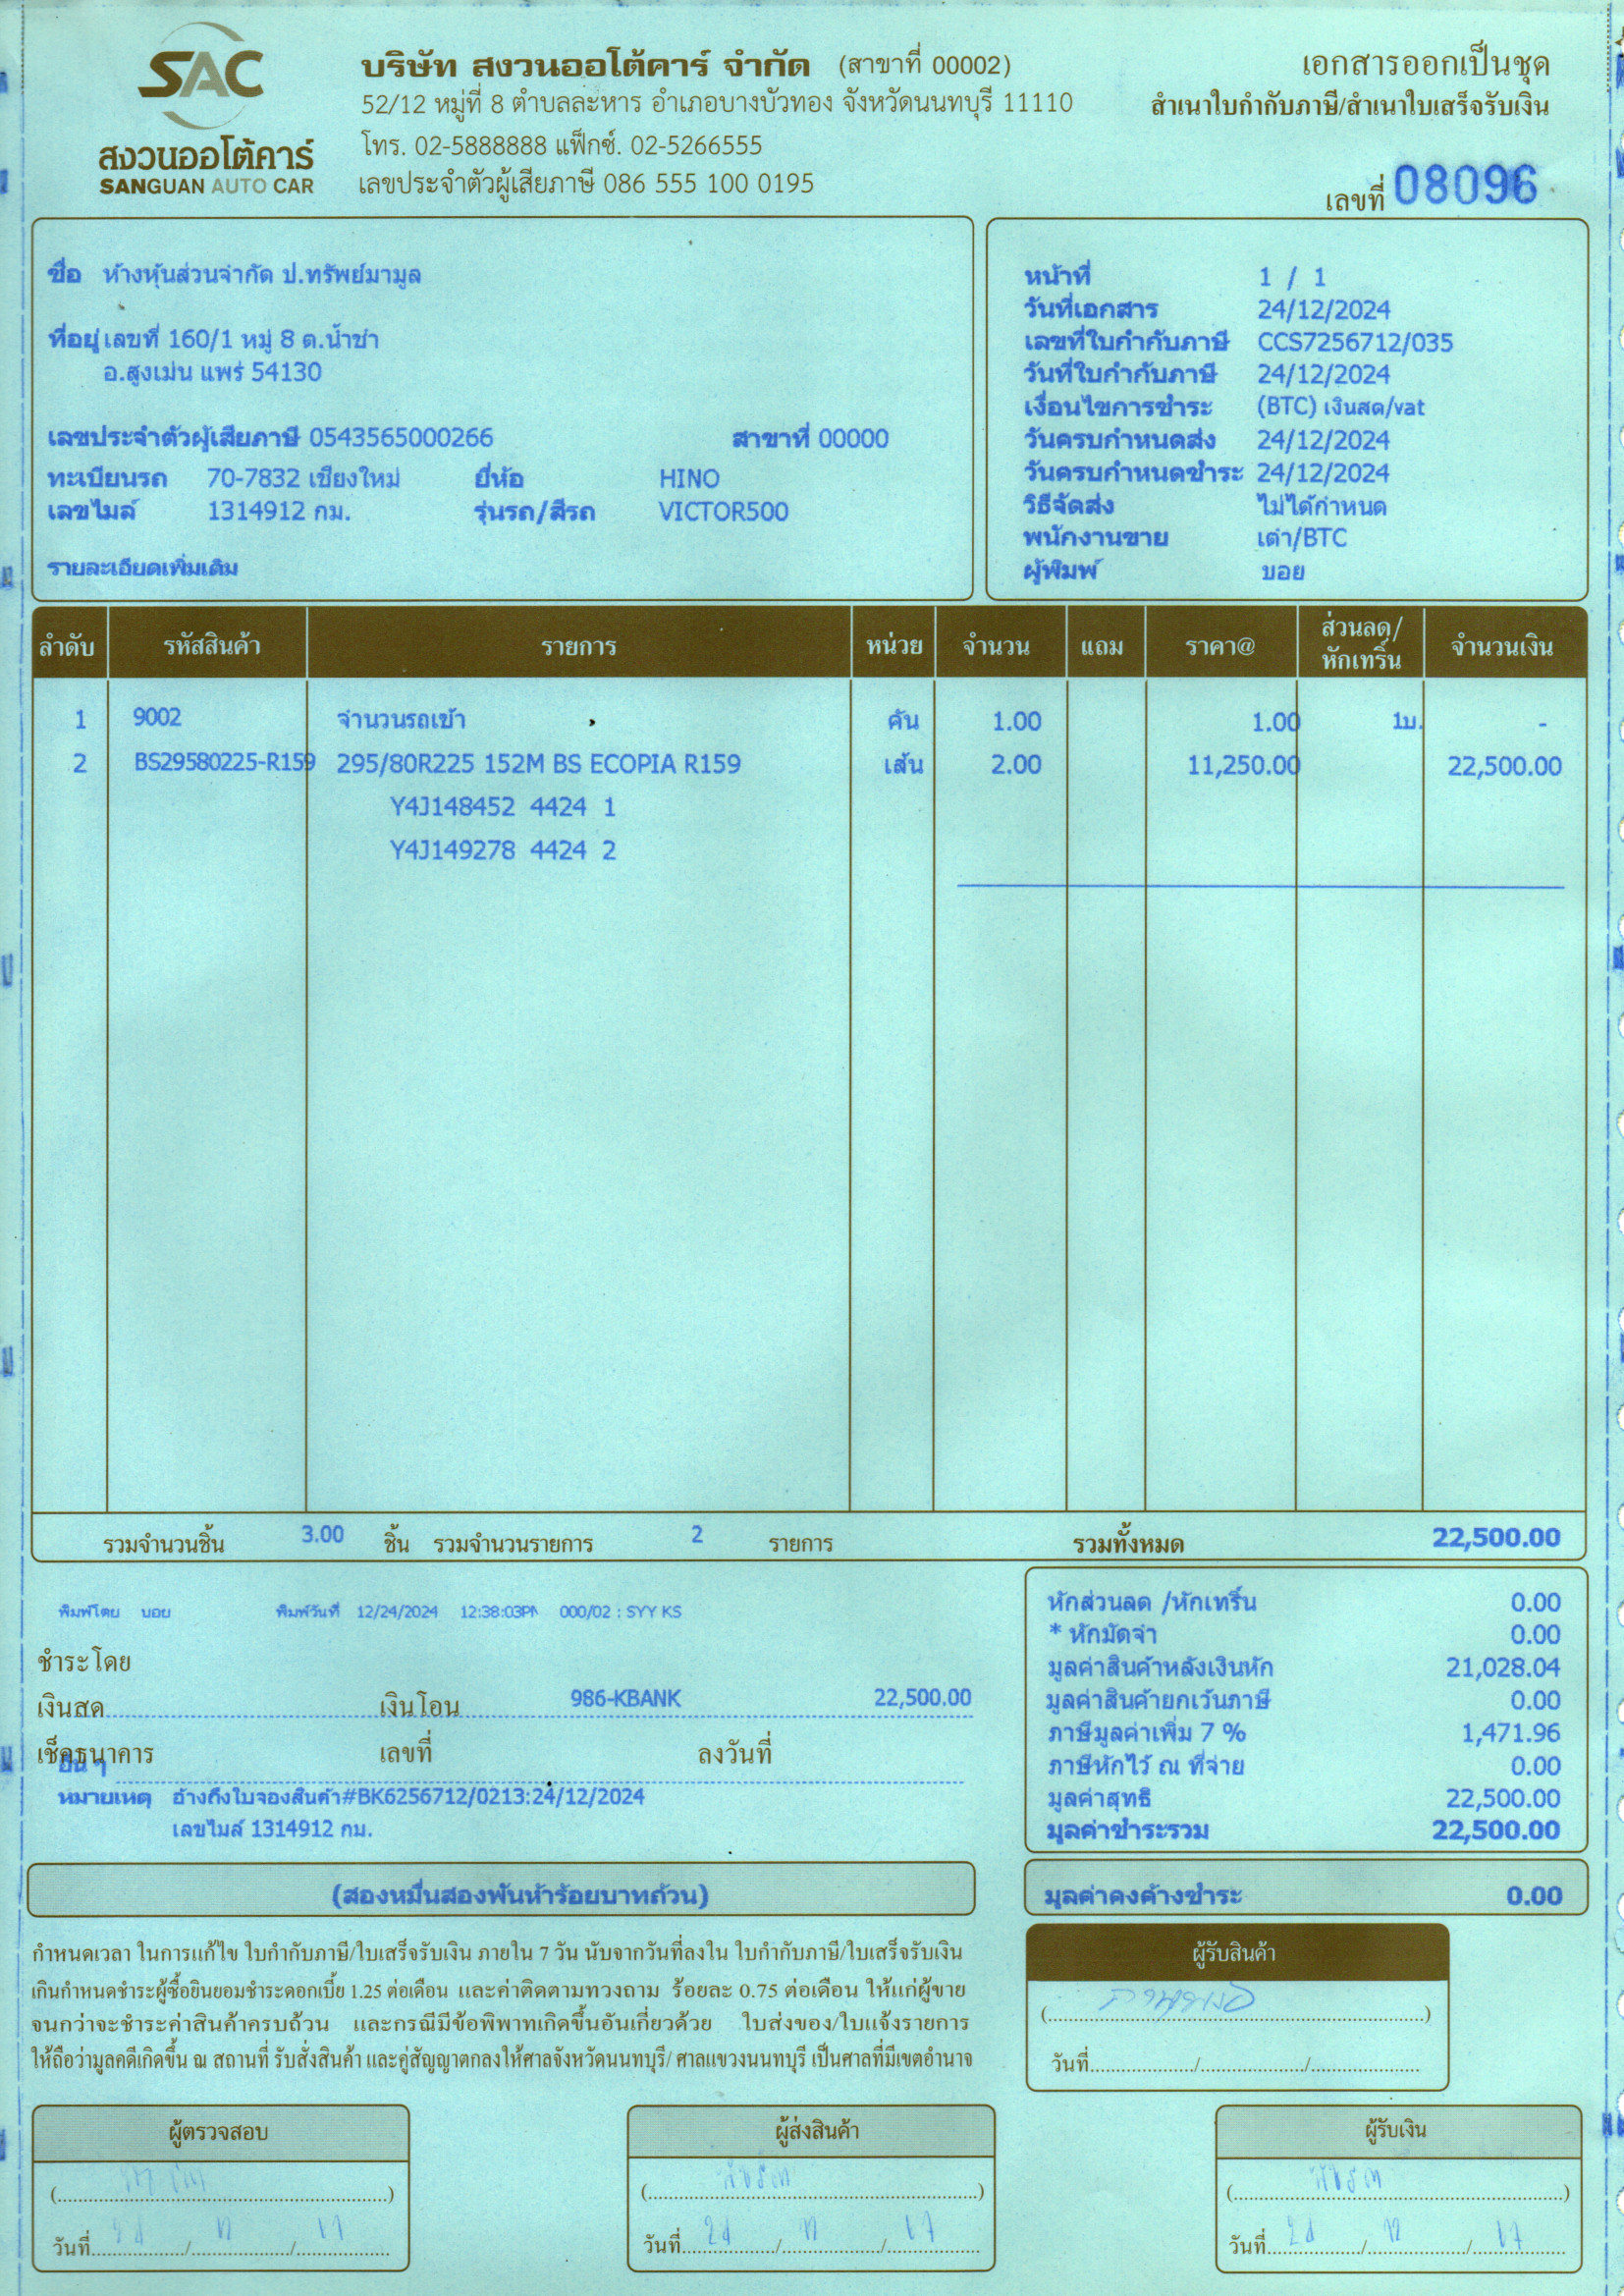 SAC
สงวนออโต้คาร์
SANGUAN AUTO CAR
บริษัท สงวนออโต้คาร์ จำกัด (สาขาที่ 00002)
52/12 หมู่ที่ 8 ตำบลละหาร อำเภอบางบัวทอง จังหวัดนนทบุรี 11110
โทร. 02-5888888 แฟ็กซ์. 02-5266555
เลขประจำตัวผู้เสียภาษี 086 555 100 0195
เอกสารออกเป็นชุด
สำเนาใบกำกับภาษี/สำเนาใบเสร็จรับเงิน
เลขที่ 08096
ชื่อ ห้างหุ้นส่วนจำกัด ป.ทรัพย์มามูล
ที่อยู่ เลขที่ 160/1 หมู่ 8 ต.น้ำชำ
อ.สูงเม่น แพร่ 54130
เลขประจำตัวผู้เสียภาษี 0543565000266 สาขาที่ 00000
ทะเบียนรถ 70-7832 เชียงใหม่ ยี่ห้อ HINO
เลขไมล์ 1314912 กม. รุ่นรถ/สีรถ VICTOR500
รายละเอียดเพิ่มเติม
หน้าที่ 1 / 1
วันที่เอกสาร 24/12/2024
เลขที่ใบกำกับภาษี CCS7256712/035
วันที่ใบกำกับภาษี 24/12/2024
เงื่อนไขการชำระ (BTC) เงินสด/vat
วันครบกำหนดส่ง 24/12/2024
วันครบกำหนดชำระ 24/12/2024
วิธีจัดส่ง ไม่ได้กำหนด
พนักงานขาย เต่า/BTC
ผู้พิมพ์ บอย
ลำดับ รหัสสินค้า รายการ หน่วย จำนวน แถม ราคา@ ส่วนลด/หักเทริ์น จำนวนเงิน
1 9002 จำนวนรถเข้า คัน 1.00 1.00 1บ. -
2 BS29580225-R159 295/80R225 152M BS ECOPIA R159 เส้น 2.00 11,250.00 22,500.00
Y4J148452 4424 1
Y4J149278 4424 2
รวมจำนวนชิ้น 3.00 ชิ้น รวมจำนวนรายการ 2 รายการ รวมทั้งหมด 22,500.00
พิมพ์โดย บอย พิมพ์วันที่ 12/24/2024 12:38:03PM 000/02 : SYY KS
ชำระโดย
เงินสด เงินโอน 986-KBANK 22,500.00
เช็คธนาคาร เลขที่ ลงวันที่
อื่น ๆ
หมายเหตุ อ้างถึงใบจองสินค้า#BK6256712/0213:24/12/2024
เลขไมล์ 1314912 กม.
หักส่วนลด /หักเทริ์น 0.00
* หักมัดจำ 0.00
มูลค่าสินค้าหลังเงินหัก 21,028.04
มูลค่าสินค้ายกเว้นภาษี 0.00
ภาษีมูลค่าเพิ่ม 7 % 1,471.96
ภาษีหักไว้ ณ ที่จ่าย 0.00
มูลค่าสุทธิ 22,500.00
มูลค่าชำระรวม 22,500.00
(สองหมื่นสองพันห้าร้อยบาทถ้วน)
มูลค่าคงค้างชำระ 0.00
กำหนดเวลา ในการแก้ไข ใบกำกับภาษี/ใบเสร็จรับเงิน ภายใน 7 วัน นับจากวันที่ลงใน ใบกำกับภาษี/ใบเสร็จรับเงิน
เกินกำหนดชำระผู้ซื้อยินยอมชำระดอกเบี้ย 1.25 ต่อเดือน และค่าติดตามทวงถาม ร้อยละ 0.75 ต่อเดือน ให้แก่ผู้ขาย
จนกว่าจะชำระค่าสินค้าครบถ้วน และกรณีมีข้อพิพาทเกิดขึ้นอันเกี่ยวด้วย ใบส่งของ/ใบแจ้งรายการ
ให้ถือว่ามูลคดีเกิดขึ้น ณ สถานที่ รับสั่งสินค้า และคู่สัญญาตกลงให้ศาลจังหวัดนนทบุรี/ ศาลแขวงนนทบุรี เป็นศาลที่มีเขตอำนาจ
ผู้รับสินค้า
วันที่ / /
ผู้ตรวจสอบ ผู้ส่งสินค้า ผู้รับเงิน
วันที่ 24 / 12 / 67 วันที่ 24 / 12 / 67 วันที่ 24 / 12 / 67